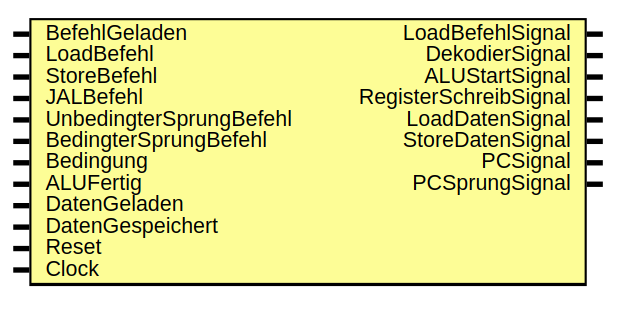 BefehlGeladen LoadBefehlSignal
LoadBefehl DekodierSignal
StoreBefehl ALUStartSignal
JALBefehl RegisterSchreibSignal
UnbedingterSprungBefehl LoadDatenSignal
BedingterSprungBefehl StoreDatenSignal
Bedingung PCSignal
ALUFertig PCSprungSignal
DatenGeladen
DatenGespeichert
Reset
Clock